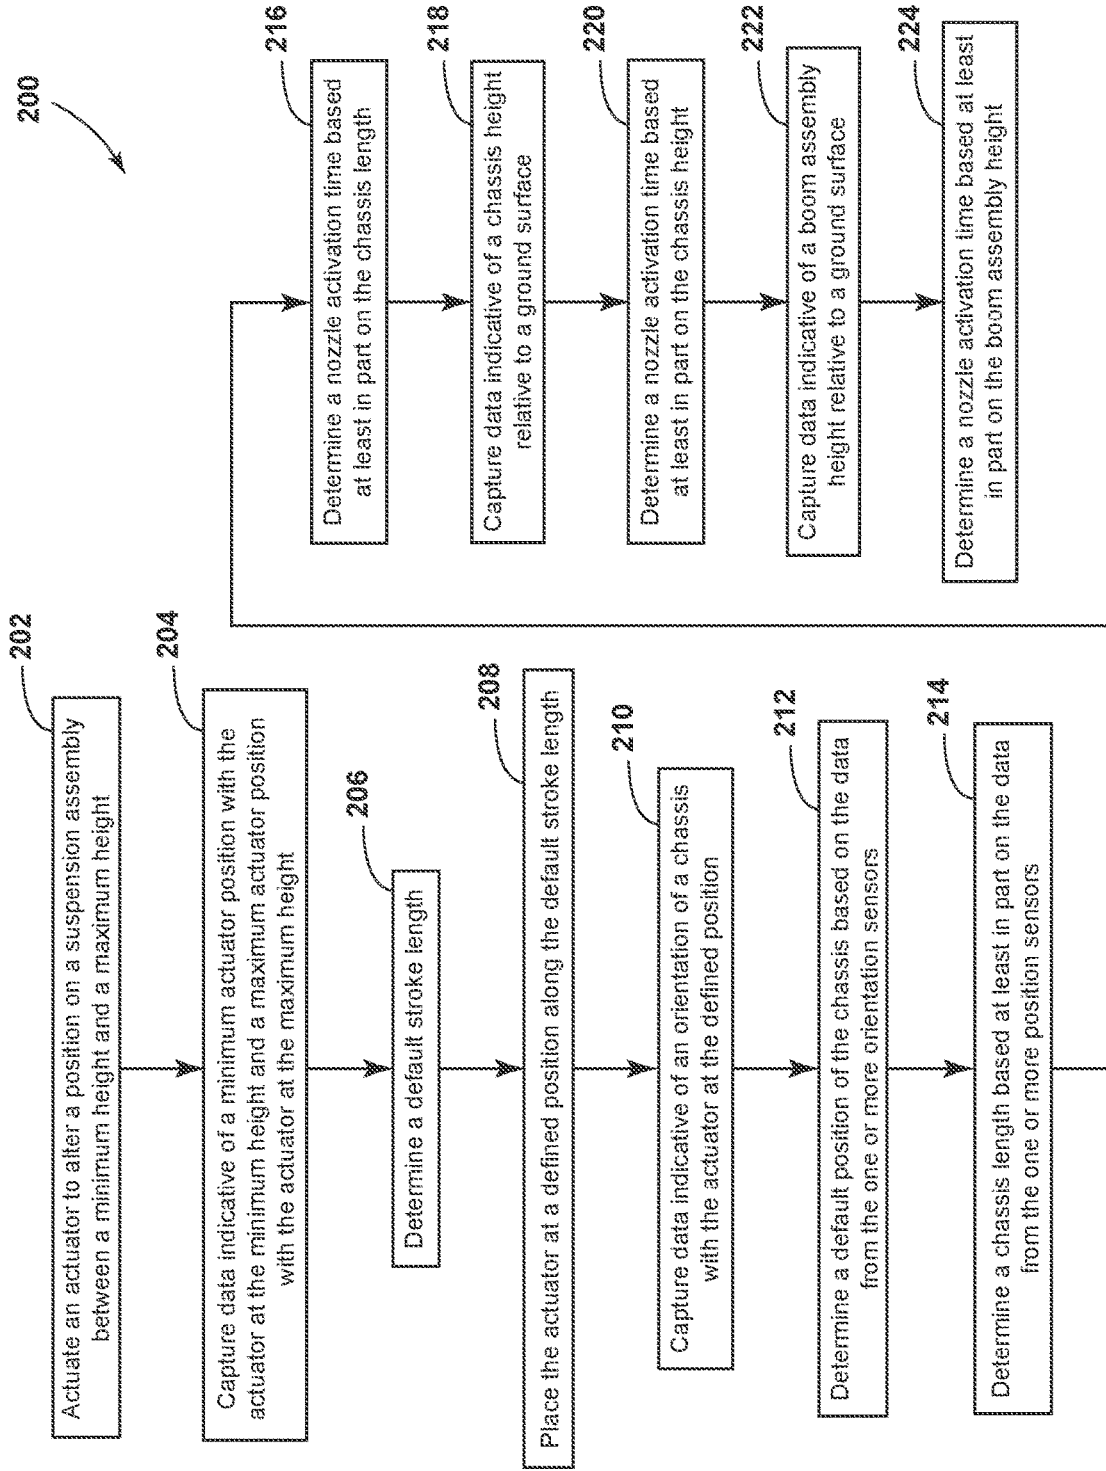 200
202
Actuate an actuator to alter a position on a suspension assembly
between a minimum height and a maximum height
204
Capture data indicative of a minimum actuator position with the
actuator at the minimum height and a maximum actuator position
with the actuator at the maximum height
206
Determine a default stroke length
208
Place the actuator at a defined position along the default stroke length
210
Capture data indicative of an orientation of a chassis
with the actuator at the defined position
212
Determine a default position of the chassis based on the data
from the one or more orientation sensors
214
Determine a chassis length based at least in part on the data
from the one or more position sensors
216
Determine a nozzle activation time based
at least in part on the chassis length
218
Capture data indicative of a chassis height
relative to a ground surface
220
Determine a nozzle activation time based
at least in part on the chassis height
222
Capture data indicative of a boom assembly
height relative to a ground surface
224
Determine a nozzle activation time based at least
in part on the boom assembly height